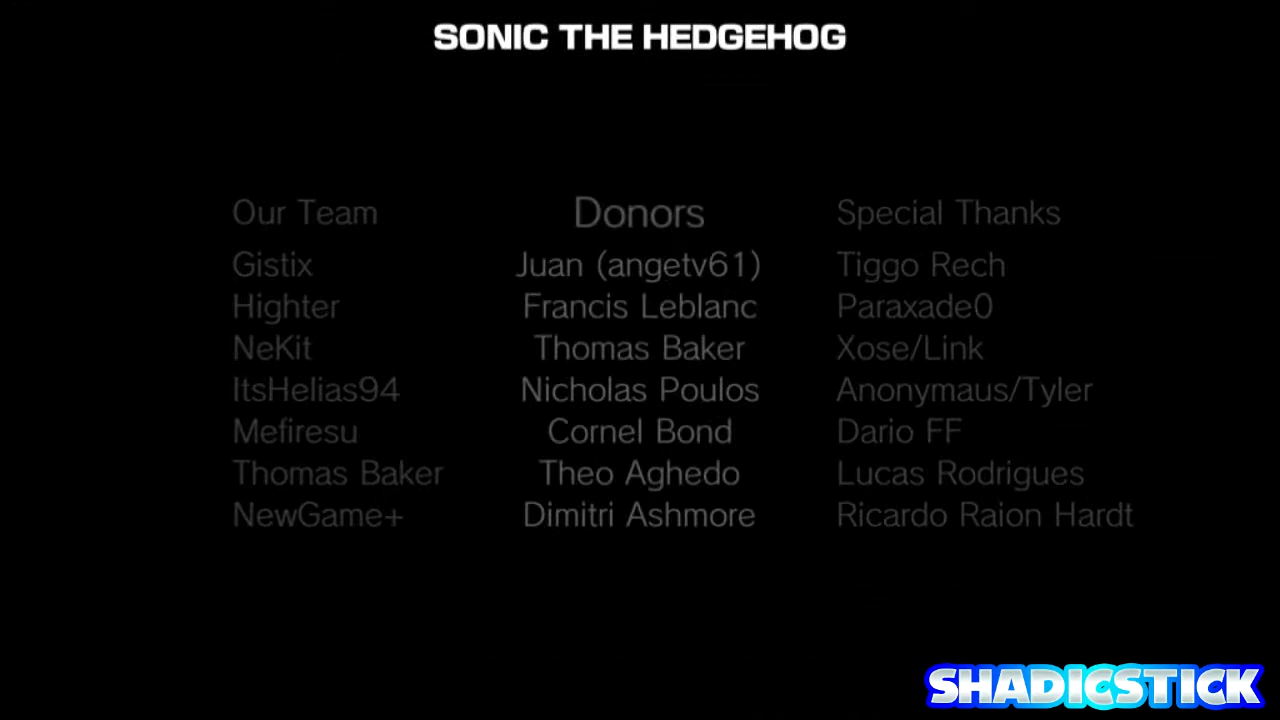 SONIC THE HEDGEHOG
Our Team
Gistix
Highter
NeKit
ItsHelias94
Mefiresu
Thomas Baker
NewGame+
Donors
Juan (angetv61)
Francis Leblanc
Thomas Baker
Nicholas Poulos
Cornel Bond
Theo Aghedo
Dimitri Ashmore
Special Thanks
Tiggo Rech
Paraxade0
Xose/Link
Anonymaus/Tyler
Dario FF
Lucas Rodrigues
Ricardo Raion Hardt
SHADICSTICK